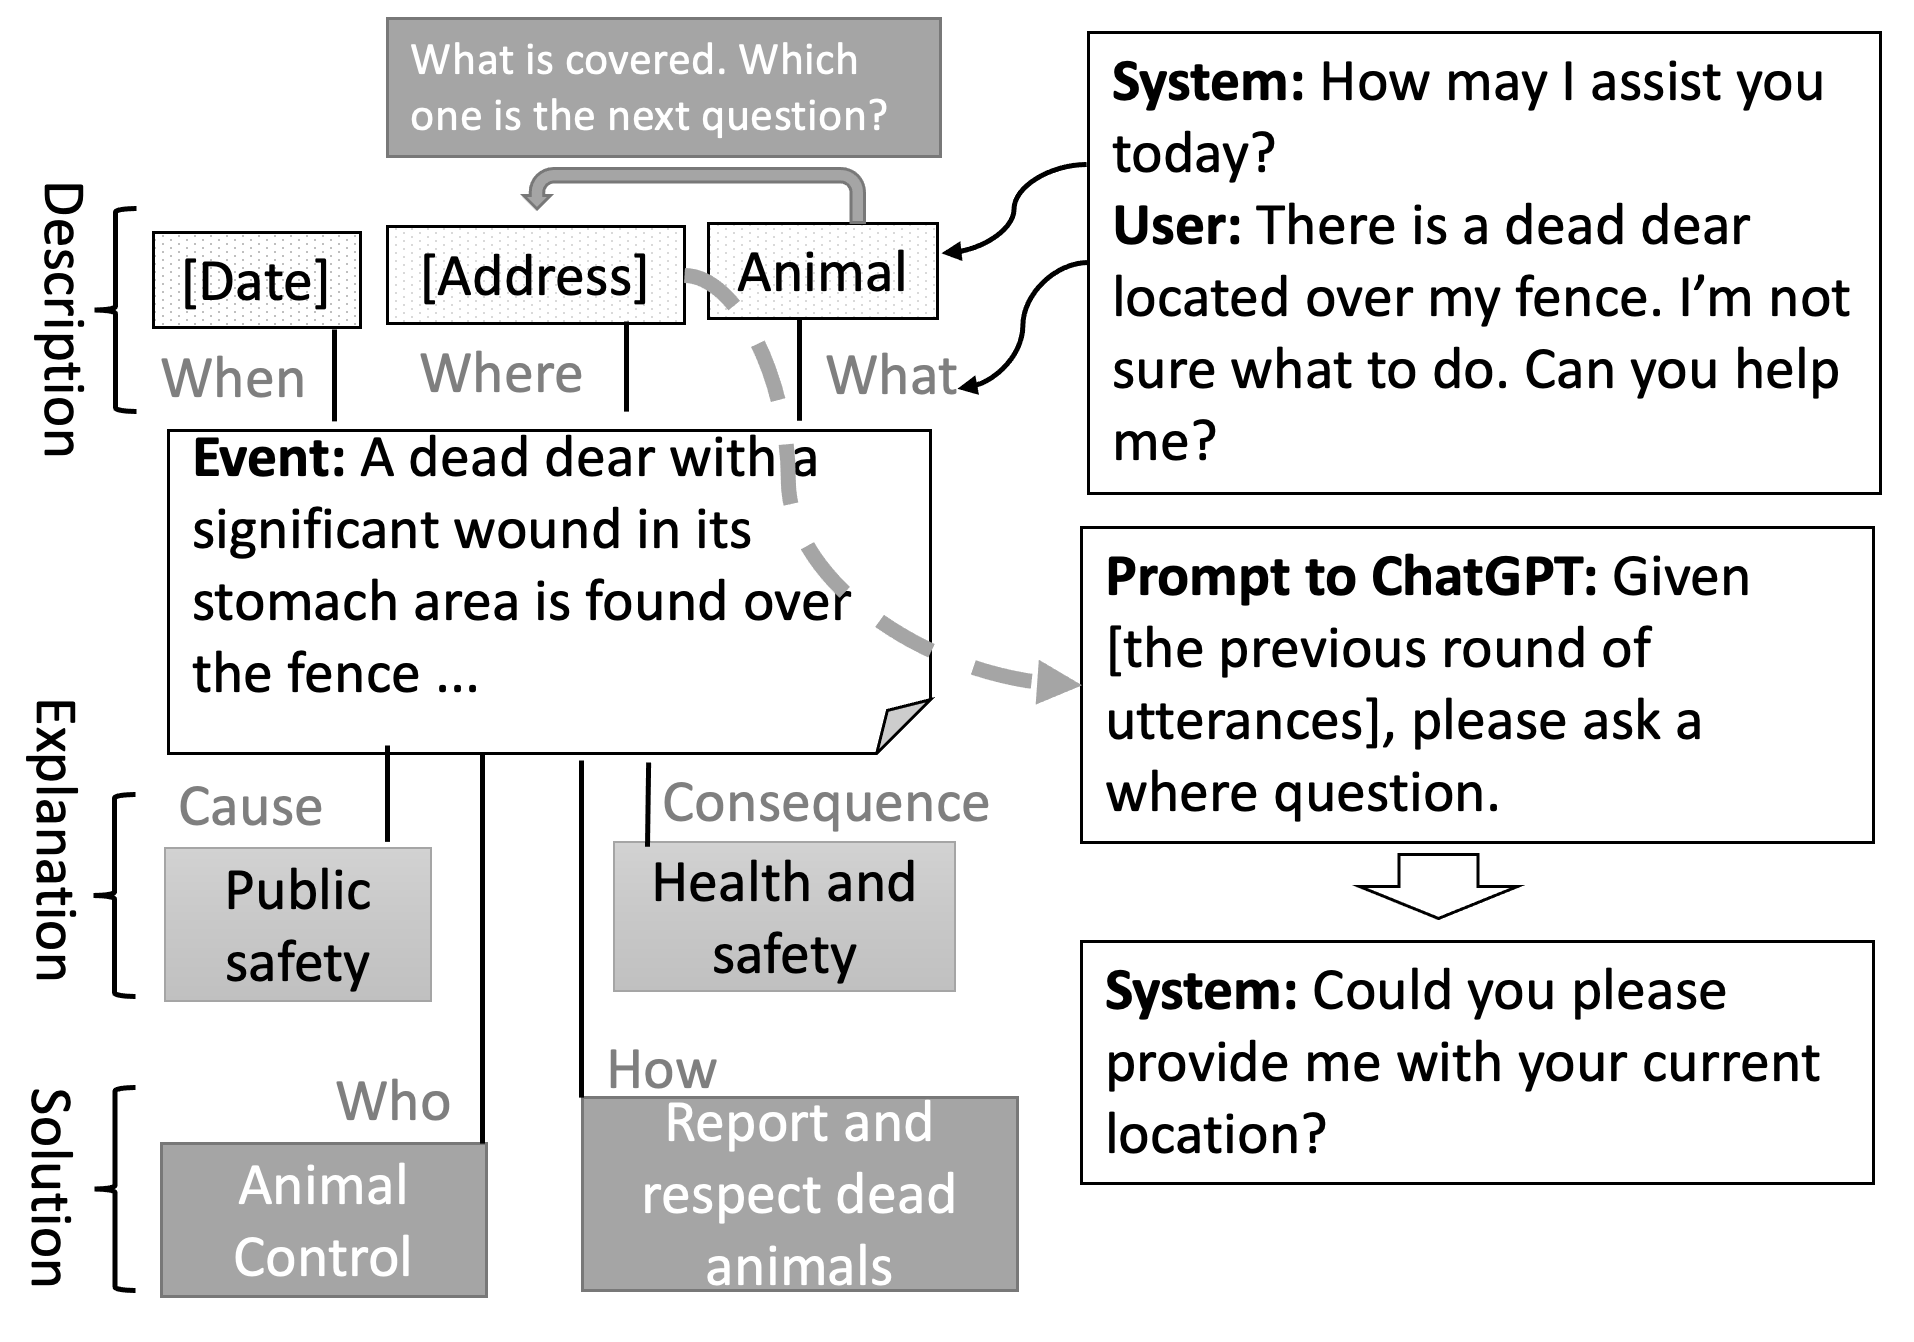 What is covered. Which
one is the next question?
Description
[Date]
[Address]
Animal
When
Where
What
Event: A dead dear with a
significant wound in its
stomach area is found over
the fence ...
Explanation
Cause
Consequence
Public
safety
Health and
safety
Solution
Who
How
Animal
Control
Report and
respect dead
animals
System: How may I assist you
today?
User: There is a dead dear
located over my fence. I’m not
sure what to do. Can you help
me?
Prompt to ChatGPT: Given
[the previous round of
utterances], please ask a
where question.
System: Could you please
provide me with your current
location?